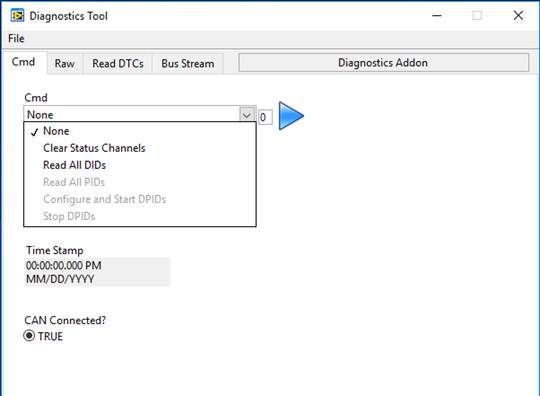 Diagnostics Tool
File
Cmd Raw Read DTCs Bus Stream Diagnostics Addon
Cmd
None 0
None
Clear Status Channels
Read All DIDs
Read All PIDs
Configure and Start DPIDs
Stop DPIDs
Time Stamp
00:00:00.000 PM
MM/DD/YYYY
CAN Connected?
TRUE